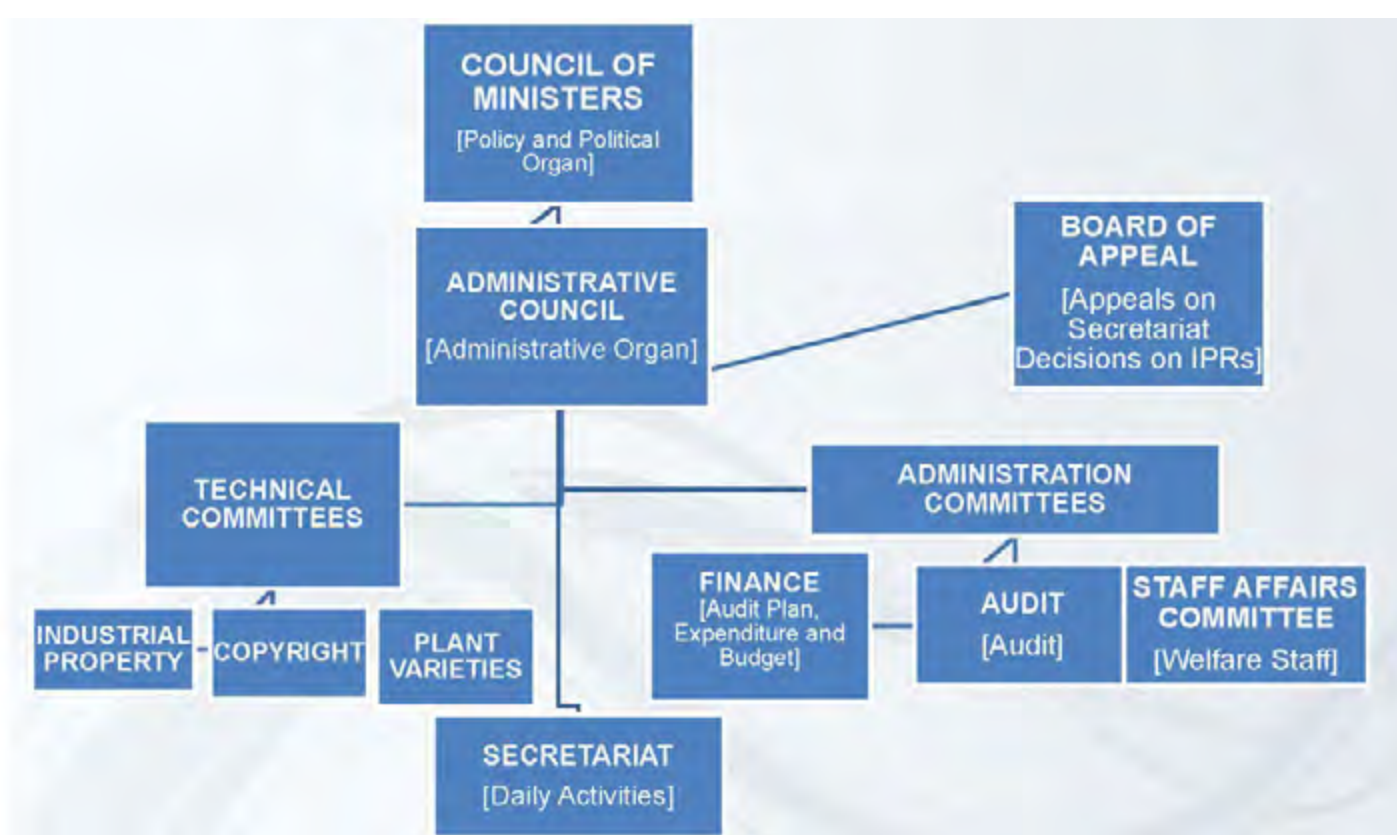 COUNCIL OF
MINISTERS
[Policy and Political
Organ]
ADMINISTRATIVE
COUNCIL
[Administrative Organ]
BOARD OF
APPEAL
[Appeals on
Secretariat
Decisions on IPRs]
TECHNICAL
COMMITTEES
ADMINISTRATION
COMMITTEES
INDUSTRIAL
PROPERTY
COPYRIGHT
PLANT
VARIETIES
FINANCE
[Audit Plan,
Expenditure and
Budget]
AUDIT
[Audit]
STAFF AFFAIRS
COMMITTEE
[Welfare Staff]
SECRETARIAT
[Daily Activities]